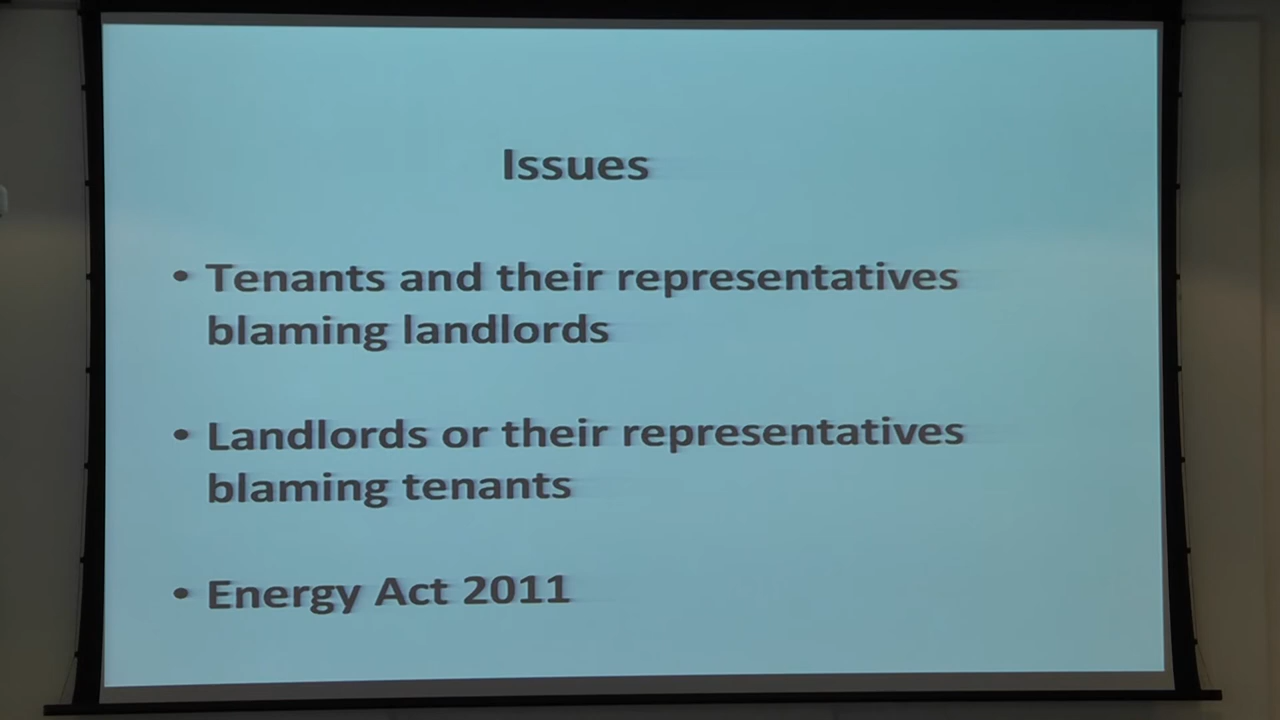 Issues
• Tenants and their representatives
blaming landlords
• Landlords or their representatives
blaming tenants
• Energy Act 2011